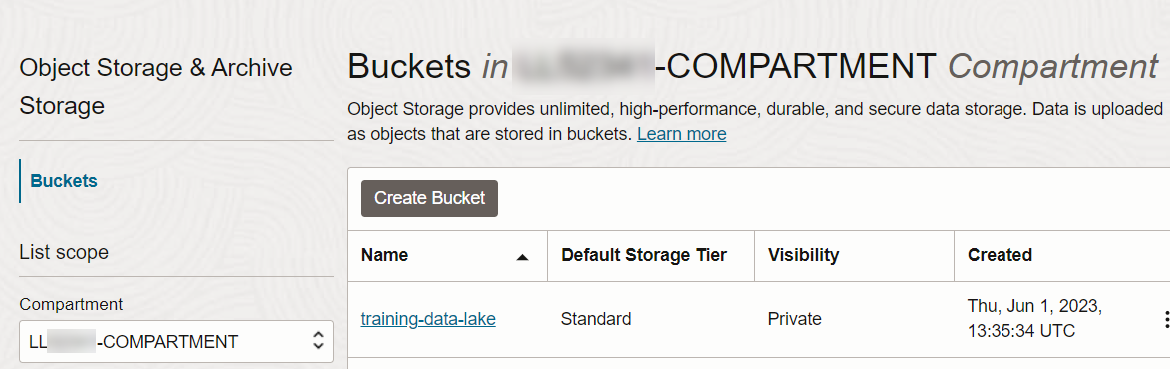 Object Storage & Archive
Storage
Buckets
List scope
Compartment
LL -COMPARTMENT
Buckets in -COMPARTMENT Compartment
Object Storage provides unlimited, high-performance, durable, and secure data storage. Data is uploaded
as objects that are stored in buckets. Learn more
Create Bucket
Name Default Storage Tier Visibility Created
training-data-lake Standard Private Thu, Jun 1, 2023,
13:35:34 UTC